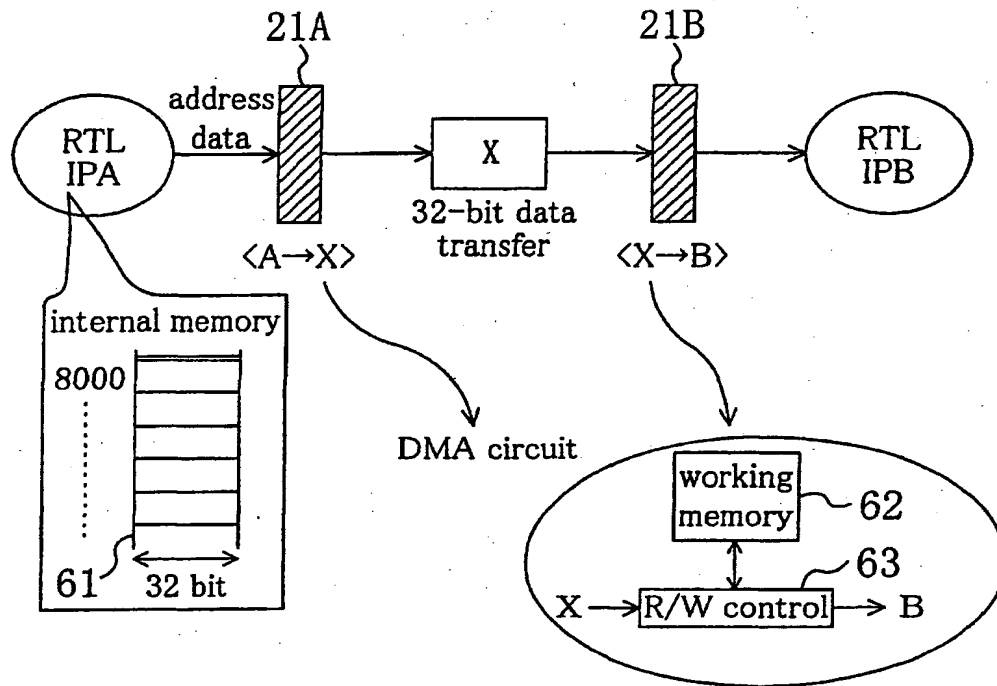 21A
21B
address
data
RTL
IPA
X
RTL
IPB
32-bit data
transfer
<A→X>
<X→B>
internal memory
8000
DMA circuit
working
memory
62
61
32 bit
63
X
R/W control
B